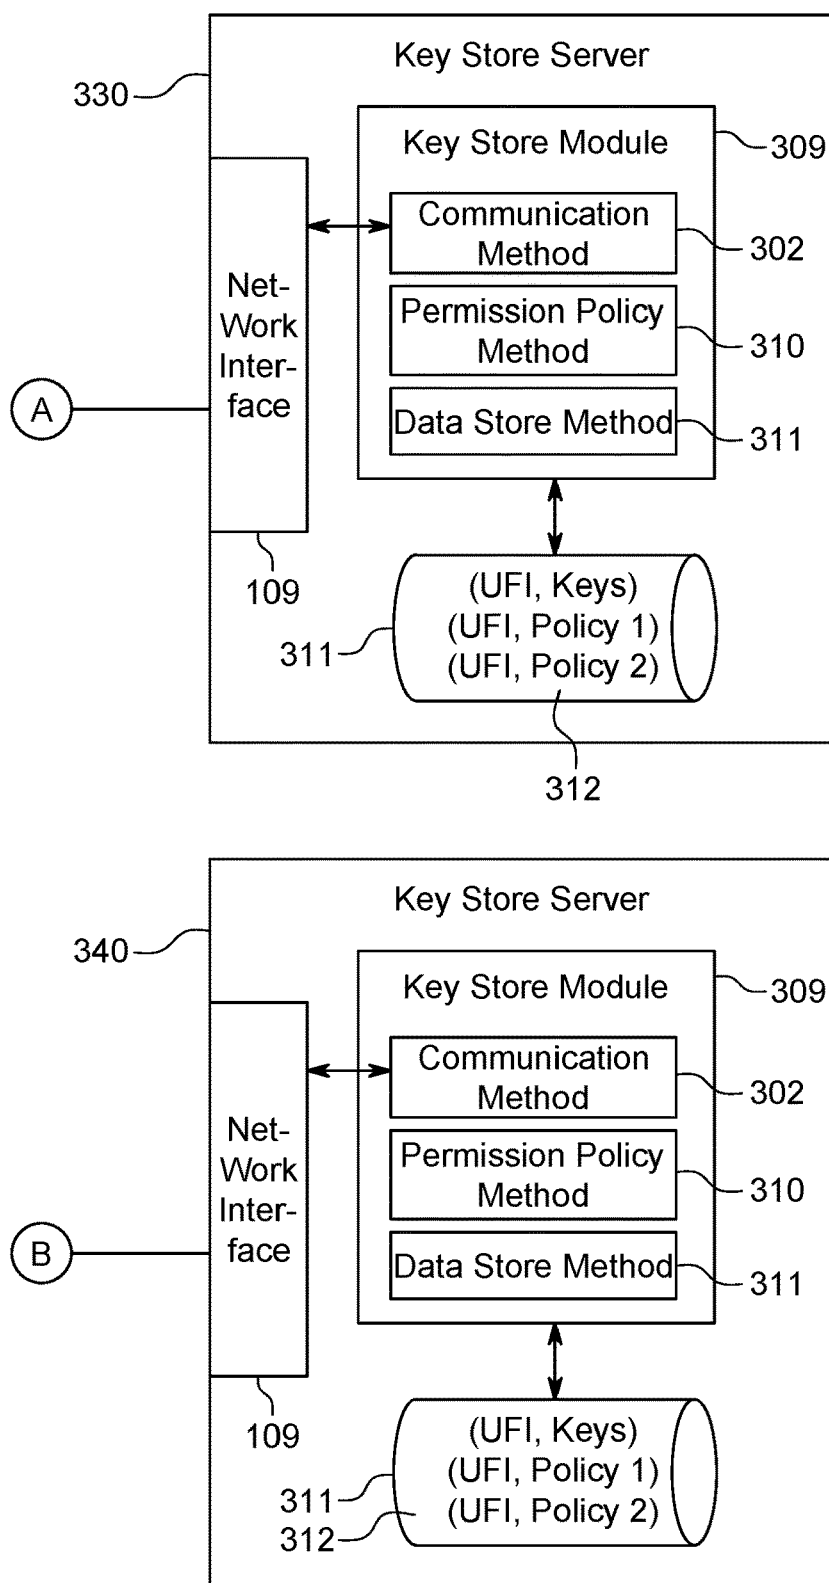 Key Store Server
330
Key Store Module
309
Communication
Method
302
Permission Policy
Method
310
Data Store Method
311
Net-
Work
Inter-
face
A
109
(UFI, Keys)
(UFI, Policy 1)
(UFI, Policy 2)
311
312
Key Store Server
340
Key Store Module
309
Communication
Method
302
Permission Policy
Method
310
Data Store Method
311
Net-
Work
Inter-
face
B
109
(UFI, Keys)
(UFI, Policy 1)
(UFI, Policy 2)
311
312